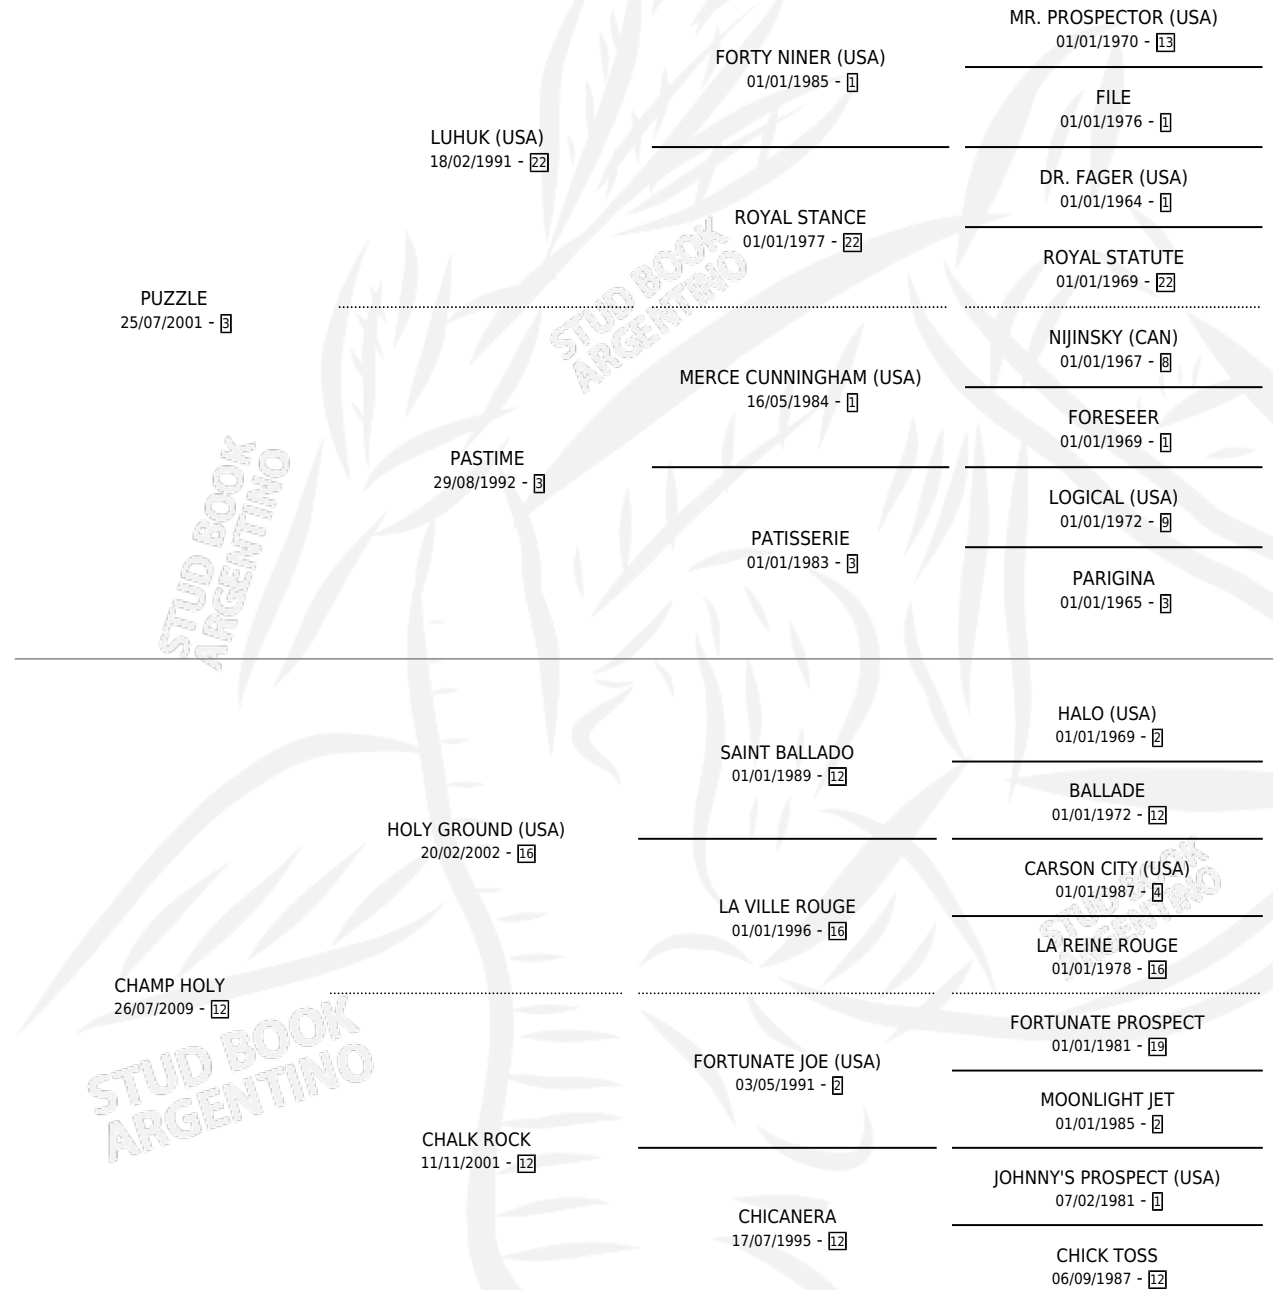 MR. PROSPECTOR (USA)
01/01/1970 - 13
FORTY NINER (USA)
01/01/1985 - 1
FILE
01/01/1976 - 1
LUHUK (USA)
18/02/1991 - 22
DR. FAGER (USA)
01/01/1964 - 1
ROYAL STANCE
01/01/1977 - 22
ROYAL STATUTE
01/01/1969 - 22
PUZZLE
25/07/2001 - 3
NIJINSKY (CAN)
01/01/1967 - 8
MERCE CUNNINGHAM (USA)
16/05/1984 - 1
FORESEER
01/01/1969 - 1
PASTIME
29/08/1992 - 3
LOGICAL (USA)
01/01/1972 - 9
PATISSERIE
01/01/1983 - 3
PARIGINA
01/01/1965 - 3
HALO (USA)
01/01/1969 - 2
SAINT BALLADO
01/01/1989 - 12
BALLADE
01/01/1972 - 12
HOLY GROUND (USA)
20/02/2002 - 16
CARSON CITY (USA)
01/01/1987 - 4
LA VILLE ROUGE
01/01/1996 - 16
LA REINE ROUGE
01/01/1978 - 16
CHAMP HOLY
26/07/2009 - 12
FORTUNATE PROSPECT
01/01/1981 - 19
FORTUNATE JOE (USA)
03/05/1991 - 2
MOONLIGHT JET
01/01/1985 - 2
CHALK ROCK
11/11/2001 - 12
JOHNNY'S PROSPECT (USA)
07/02/1981 - 1
CHICANERA
17/07/1995 - 12
CHICK TOSS
06/09/1987 - 12
STUD BOOK
ARGENTINO
STUD BOOK
ARGENTINO
STUD BOOK
ARGENTINO
STUD BOOK
ARGENTINO